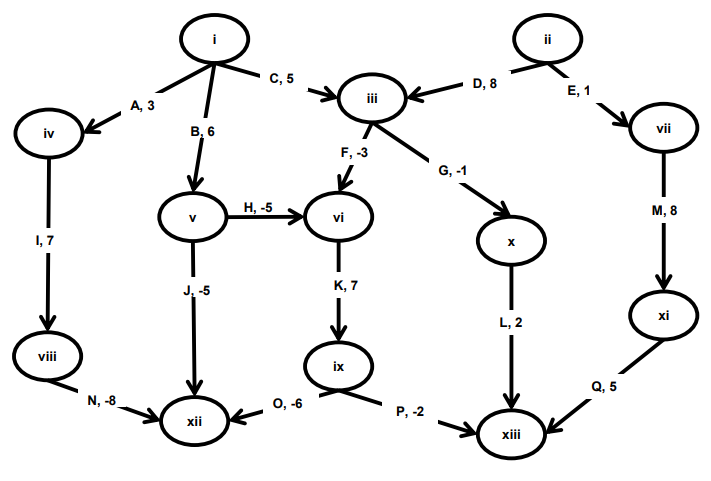 i
ii
C, 5
D, 8
E, 1
iii
A, 3
iv
B, 6
vii
F, -3
G, -1
H, -5
M, 8
v
vi
I, 7
x
K, 7
J, -5
L, 2
xi
viii
ix
Q, 5
N, -8
O, -6
P, -2
xii
xiii